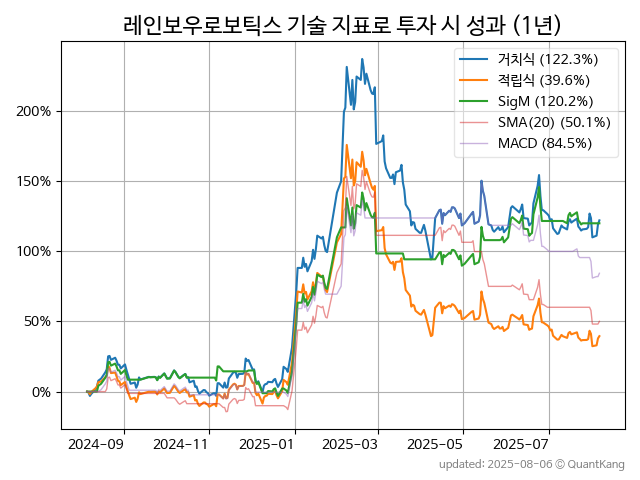 레인보우로보틱스 기술 지표로 투자 시 성과 (1년)
거치식 (122.3%)
적립식 (39.6%)
SigM (120.2%)
SMA(20) (50.1%)
MACD (84.5%)
200%
150%
100%
50%
0%
2024-09 2024-11 2025-01 2025-03 2025-05 2025-07
updated: 2025-08-06 © QuantKang